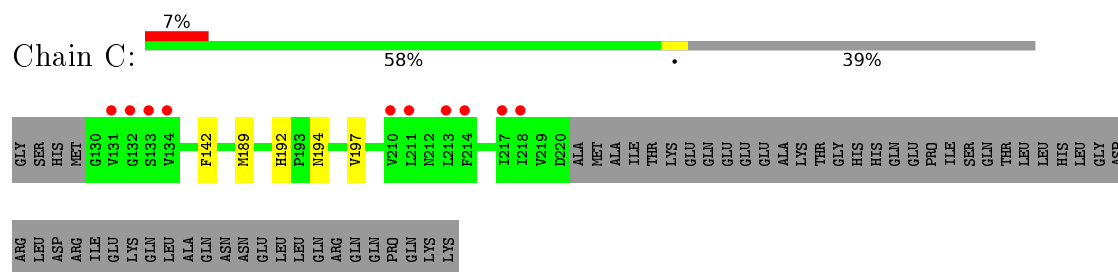 7%
Chain C:
58% • 39%
GLY SER HIS MET G130 V131 G132 S133 V134 F142 M189 H192 P193 N194 V197 V210 L211 N212 I213 F214 I217 I218 V219 D220 ALA MET ALA ILE THR LYS GLU GLN GLU GLU GLU ALA LYS THR GLY HIS HIS GLN GLU PRO ILE SER GLN THR LEU LEU HIS LEU GLY ASP
ARG LEU ASP ARG ILE GLU LYS GLN LEU ALA GLN ASN ASN GLU LEU LEU GLN ARG GLN GLN PRO GLN LYS LYS